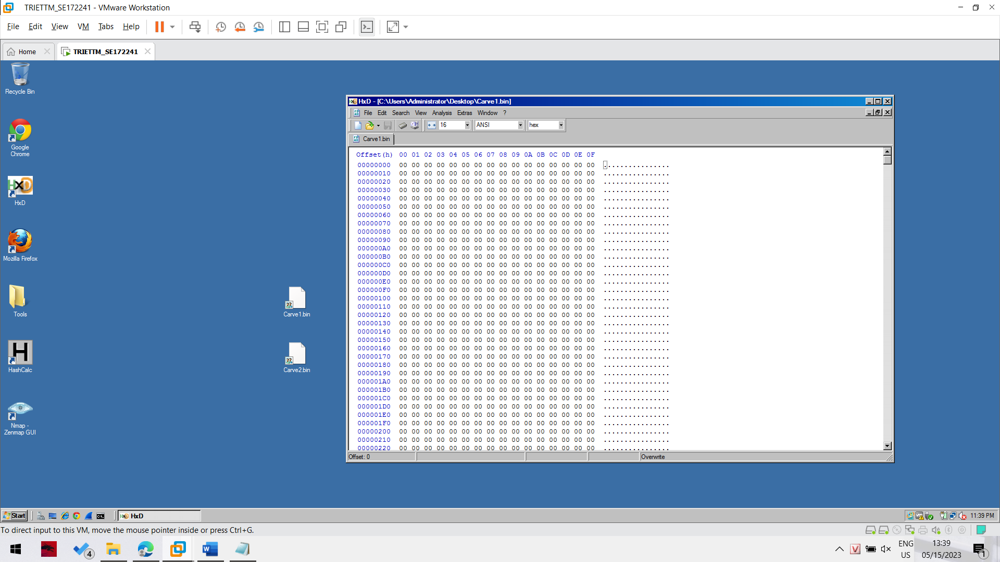 TRIETTM_SE172241 - VMware Workstation
File Edit View VM Tabs Help
Home TRIETTM_SE172241
Recycle Bin
Google
Chrome
HxD
Mozilla Firefox
Tools
HashCalc
Nmap -
Zenmap GUI
Carve1.bin
Carve2.bin
HxD - [C:\Users\Administrator\Desktop\Carve1.bin]
File Edit Search View Analysis Extras Window ?
16 ANSI hex
Carve1.bin
Offset(h) 00 01 02 03 04 05 06 07 08 09 0A 0B 0C 0D 0E 0F
00000000 00 00 00 00 00 00 00 00 00 00 00 00 00 00 00 00 ................
00000010 00 00 00 00 00 00 00 00 00 00 00 00 00 00 00 00 ................
00000020 00 00 00 00 00 00 00 00 00 00 00 00 00 00 00 00 ................
00000030 00 00 00 00 00 00 00 00 00 00 00 00 00 00 00 00 ................
00000040 00 00 00 00 00 00 00 00 00 00 00 00 00 00 00 00 ................
00000050 00 00 00 00 00 00 00 00 00 00 00 00 00 00 00 00 ................
00000060 00 00 00 00 00 00 00 00 00 00 00 00 00 00 00 00 ................
00000070 00 00 00 00 00 00 00 00 00 00 00 00 00 00 00 00 ................
00000080 00 00 00 00 00 00 00 00 00 00 00 00 00 00 00 00 ................
00000090 00 00 00 00 00 00 00 00 00 00 00 00 00 00 00 00 ................
000000A0 00 00 00 00 00 00 00 00 00 00 00 00 00 00 00 00 ................
000000B0 00 00 00 00 00 00 00 00 00 00 00 00 00 00 00 00 ................
000000C0 00 00 00 00 00 00 00 00 00 00 00 00 00 00 00 00 ................
000000D0 00 00 00 00 00 00 00 00 00 00 00 00 00 00 00 00 ................
000000E0 00 00 00 00 00 00 00 00 00 00 00 00 00 00 00 00 ................
000000F0 00 00 00 00 00 00 00 00 00 00 00 00 00 00 00 00 ................
00000100 00 00 00 00 00 00 00 00 00 00 00 00 00 00 00 00 ................
00000110 00 00 00 00 00 00 00 00 00 00 00 00 00 00 00 00 ................
00000120 00 00 00 00 00 00 00 00 00 00 00 00 00 00 00 00 ................
00000130 00 00 00 00 00 00 00 00 00 00 00 00 00 00 00 00 ................
00000140 00 00 00 00 00 00 00 00 00 00 00 00 00 00 00 00 ................
00000150 00 00 00 00 00 00 00 00 00 00 00 00 00 00 00 00 ................
00000160 00 00 00 00 00 00 00 00 00 00 00 00 00 00 00 00 ................
00000170 00 00 00 00 00 00 00 00 00 00 00 00 00 00 00 00 ................
00000180 00 00 00 00 00 00 00 00 00 00 00 00 00 00 00 00 ................
00000190 00 00 00 00 00 00 00 00 00 00 00 00 00 00 00 00 ................
000001A0 00 00 00 00 00 00 00 00 00 00 00 00 00 00 00 00 ................
000001B0 00 00 00 00 00 00 00 00 00 00 00 00 00 00 00 00 ................
000001C0 00 00 00 00 00 00 00 00 00 00 00 00 00 00 00 00 ................
000001D0 00 00 00 00 00 00 00 00 00 00 00 00 00 00 00 00 ................
000001E0 00 00 00 00 00 00 00 00 00 00 00 00 00 00 00 00 ................
000001F0 00 00 00 00 00 00 00 00 00 00 00 00 00 00 00 00 ................
00000200 00 00 00 00 00 00 00 00 00 00 00 00 00 00 00 00 ................
00000210 00 00 00 00 00 00 00 00 00 00 00 00 00 00 00 00 ................
00000220 00 00 00 00 00 00 00 00 00 00 00 00 00 00 00 00 ................
Offset: 0 Overwrite
Start HxD 11:39 PM
To direct input to this VM, move the mouse pointer inside or press Ctrl+G.
4
ENG
US
13:39
05/15/2023
1